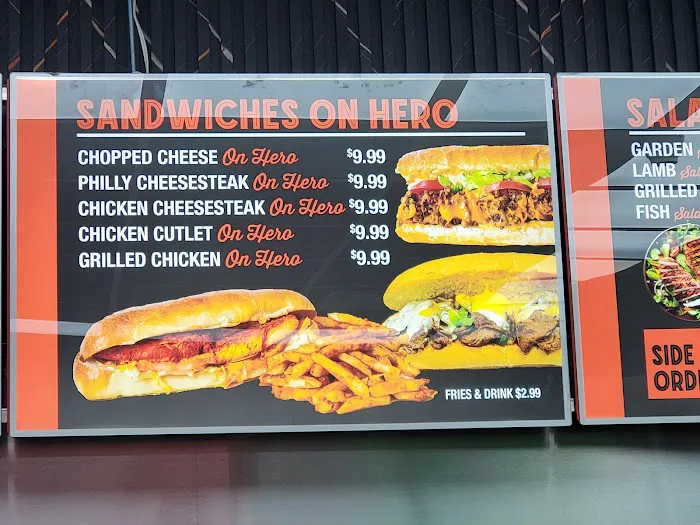 SANDWICHES ON HERO
CHOPPED CHEESE On Hero $9.99
PHILLY CHEESESTEAK On Hero $9.99
CHICKEN CHEESESTEAK On Hero $9.99
CHICKEN CUTLET On Hero $9.99
GRILLED CHICKEN On Hero $9.99
FRIES & DRINK $2.99
GARDEN
LAMB
GRILLED
FISH
SIDE